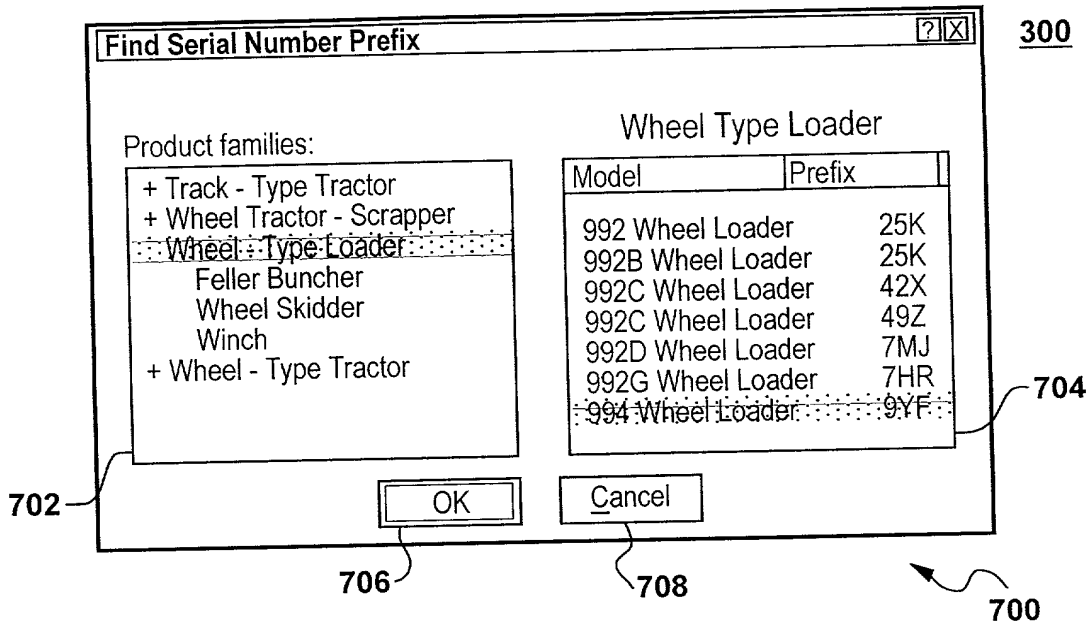 Find Serial Number Prefix
? X
300
Wheel Type Loader
Product families:
+ Track - Type Tractor
+ Wheel Tractor - Scrapper
- Wheel - Type Loader
Feller Buncher
Wheel Skidder
Winch
+ Wheel - Type Tractor
Model Prefix
992 Wheel Loader 25K
992B Wheel Loader 25K
992C Wheel Loader 42X
992C Wheel Loader 49Z
992D Wheel Loader 7MJ
992G Wheel Loader 7HR
994 Wheel Loader 9YF
704
702
OK
Cancel
706
708
700